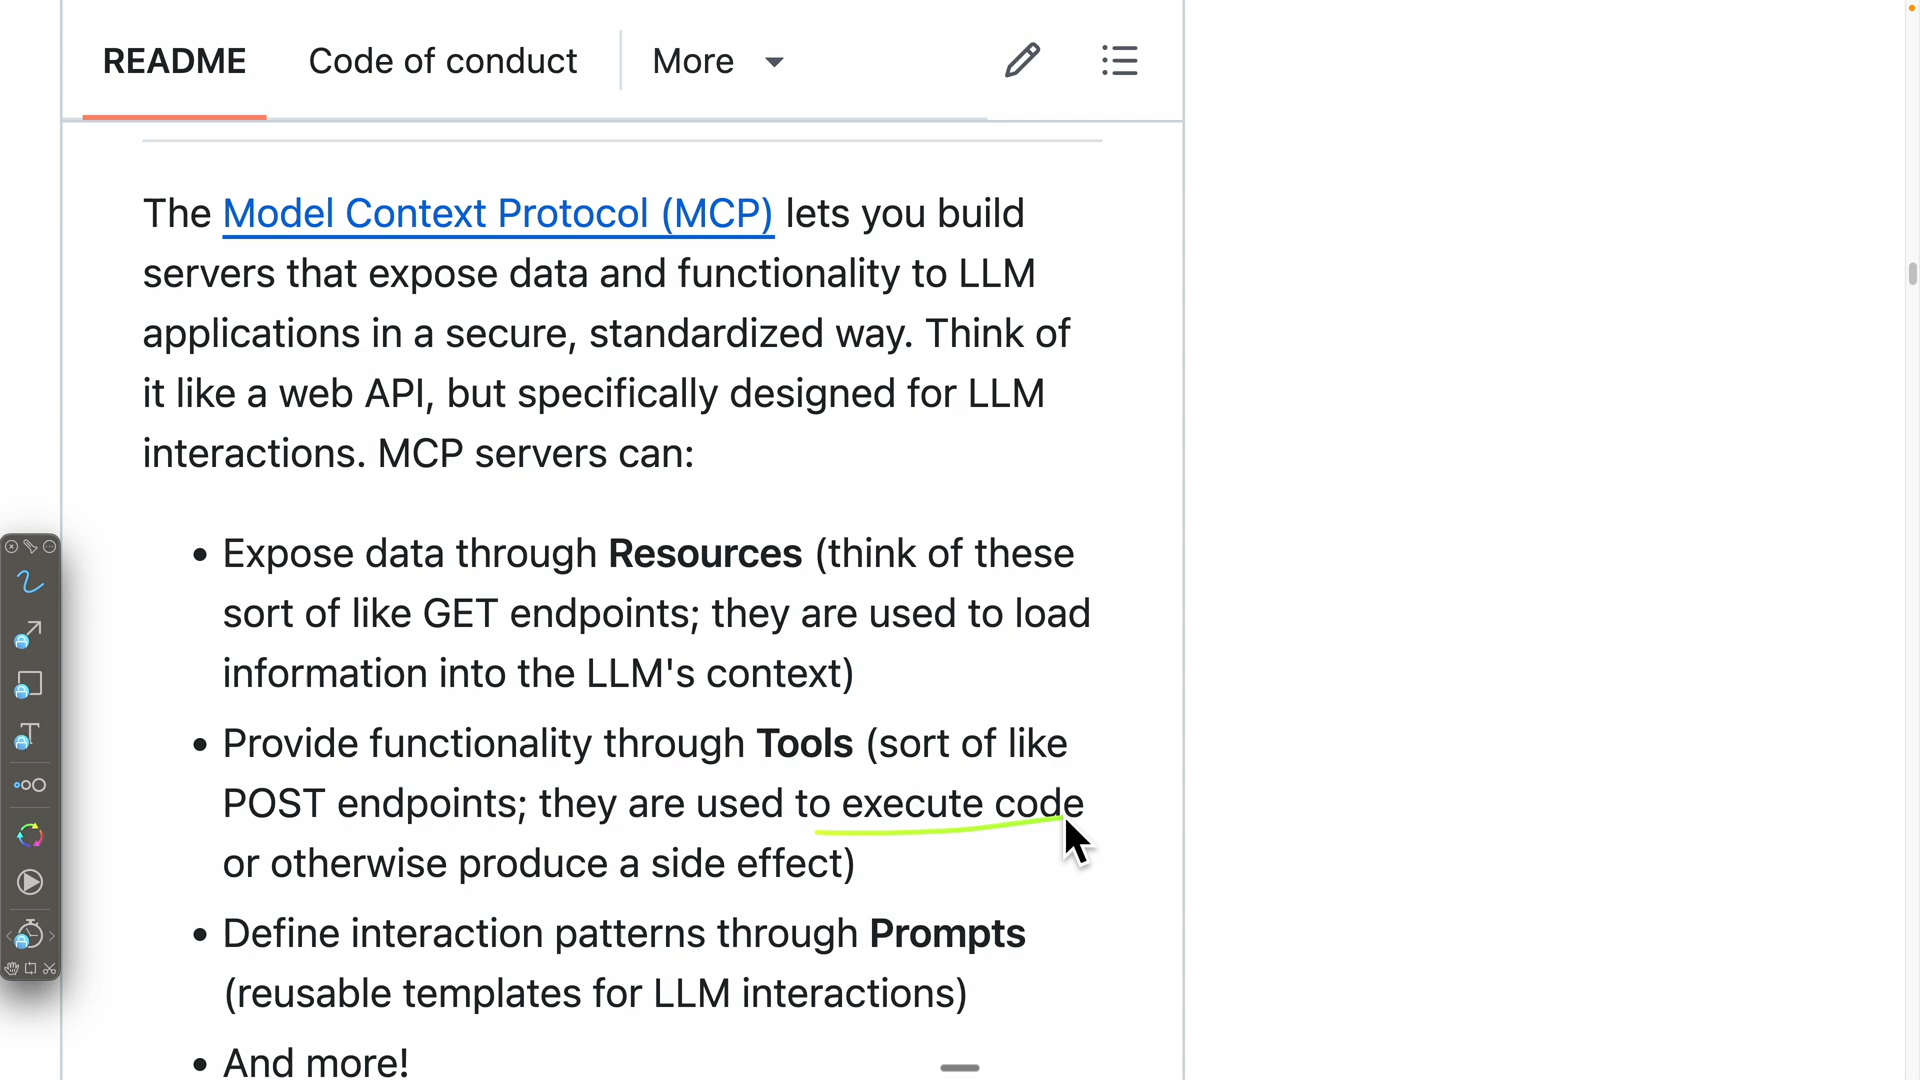 README Code of conduct More
The Model Context Protocol (MCP) lets you build
servers that expose data and functionality to LLM
applications in a secure, standardized way. Think of
it like a web API, but specifically designed for LLM
interactions. MCP servers can:
• Expose data through Resources (think of these
sort of like GET endpoints; they are used to load
information into the LLM's context)
• Provide functionality through Tools (sort of like
POST endpoints; they are used to execute code
or otherwise produce a side effect)
• Define interaction patterns through Prompts
(reusable templates for LLM interactions)
• And more!